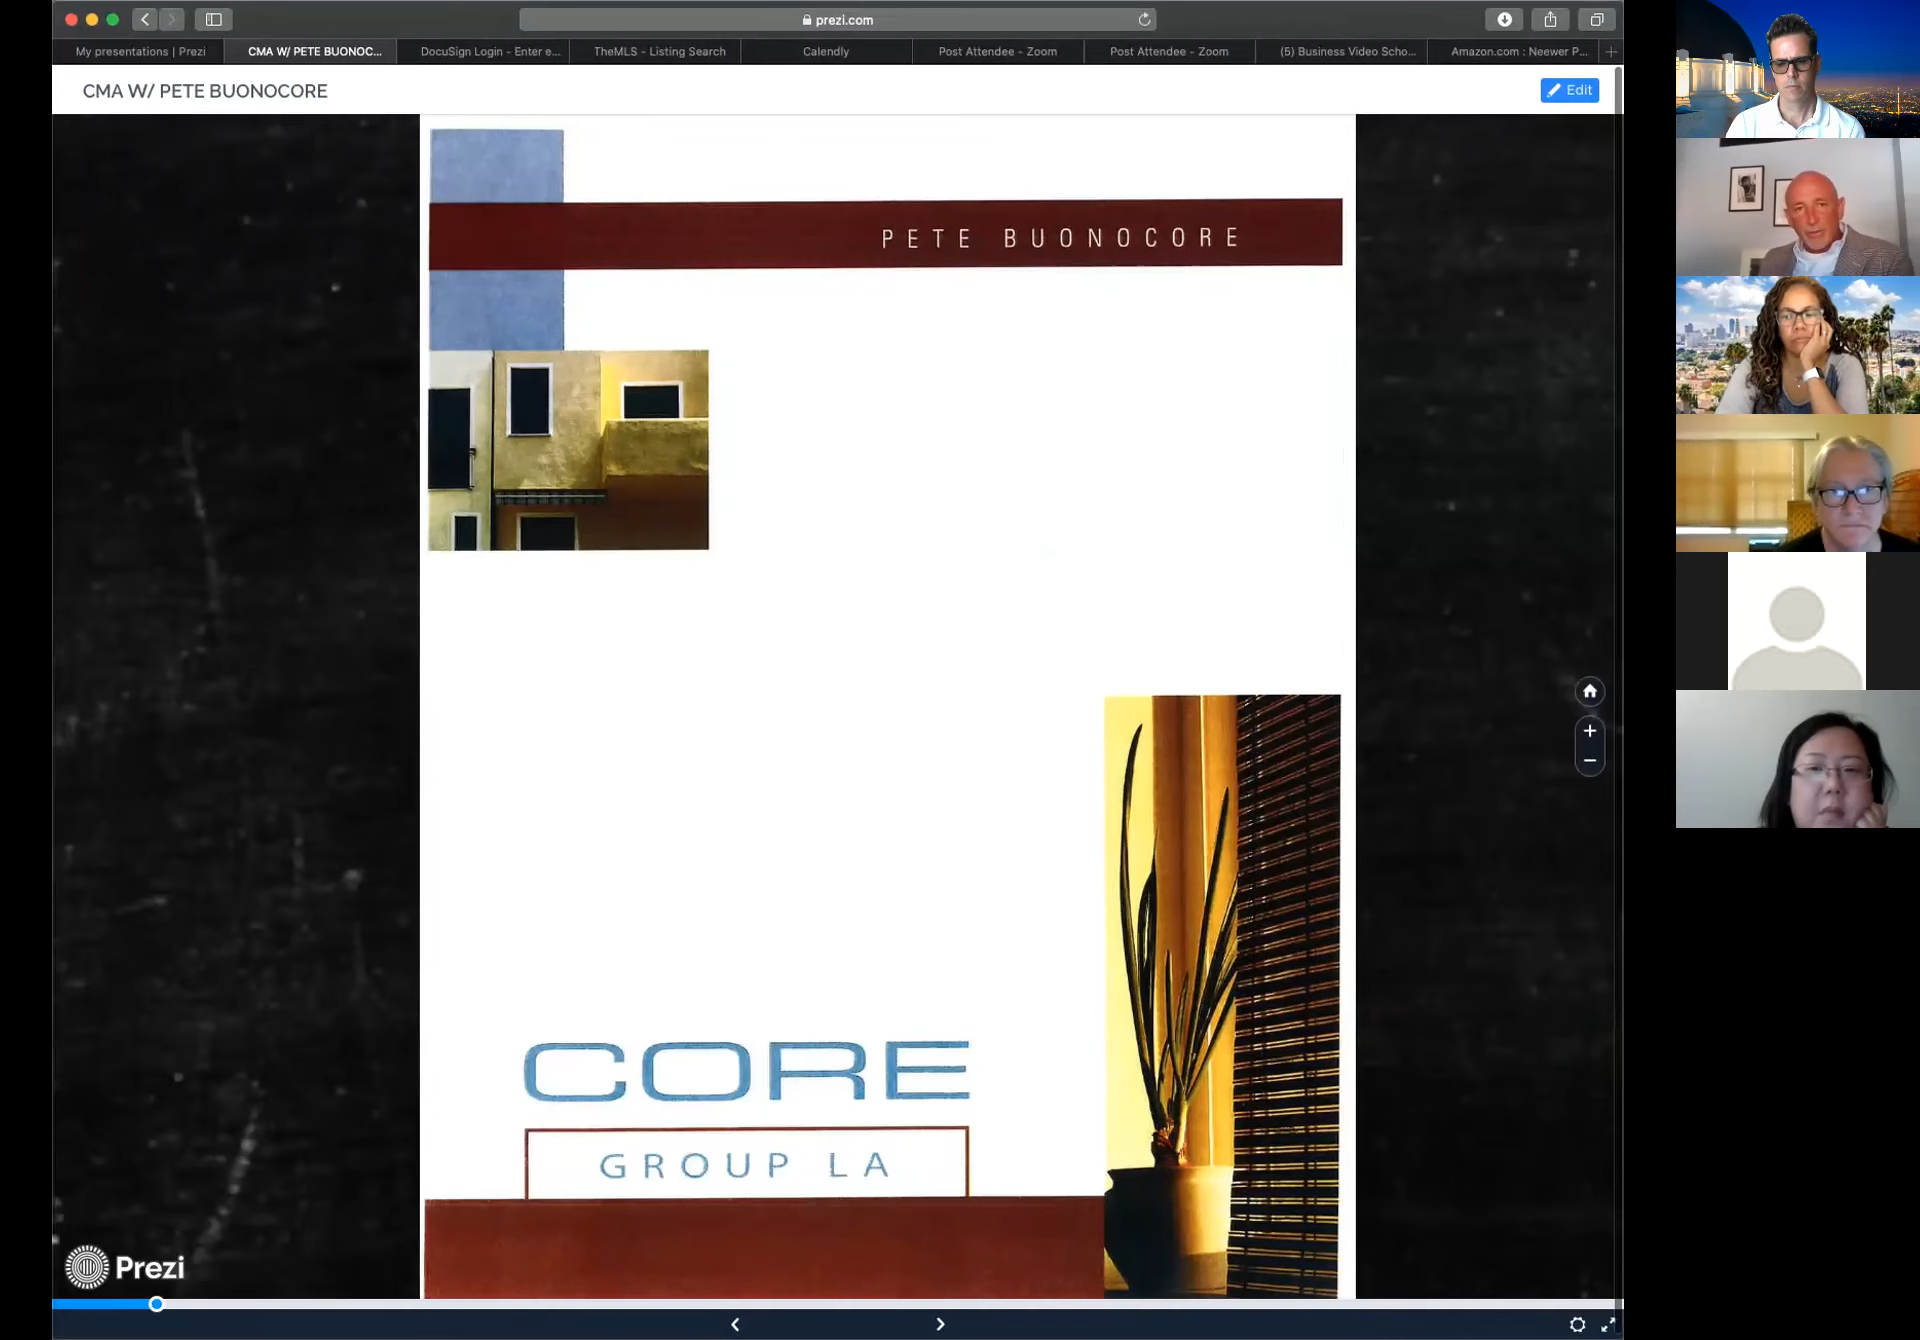 prezi.com
My presentations | Prezi
CMA W/ PETE BUONOC...
DocuSign Login - Enter e...
TheMLS - Listing Search
Calendly
Post Attendee - Zoom
Post Attendee - Zoom
(5) Business Video Scho...
Amazon.com : Neewer P...
CMA W/ PETE BUONOCORE
Edit
PETE BUONOCORE
CORE
GROUP LA
Prezi